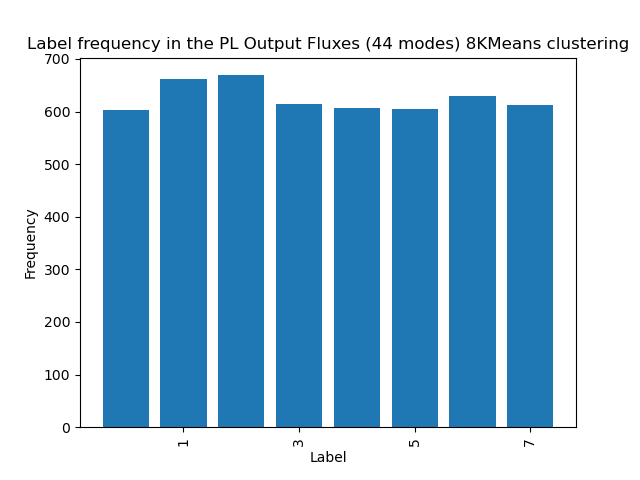 Label frequency in the PL Output Fluxes (44 modes) 8KMeans clustering
700
600
500
400
300
200
100
0
Frequency
1 3 5 7
Label